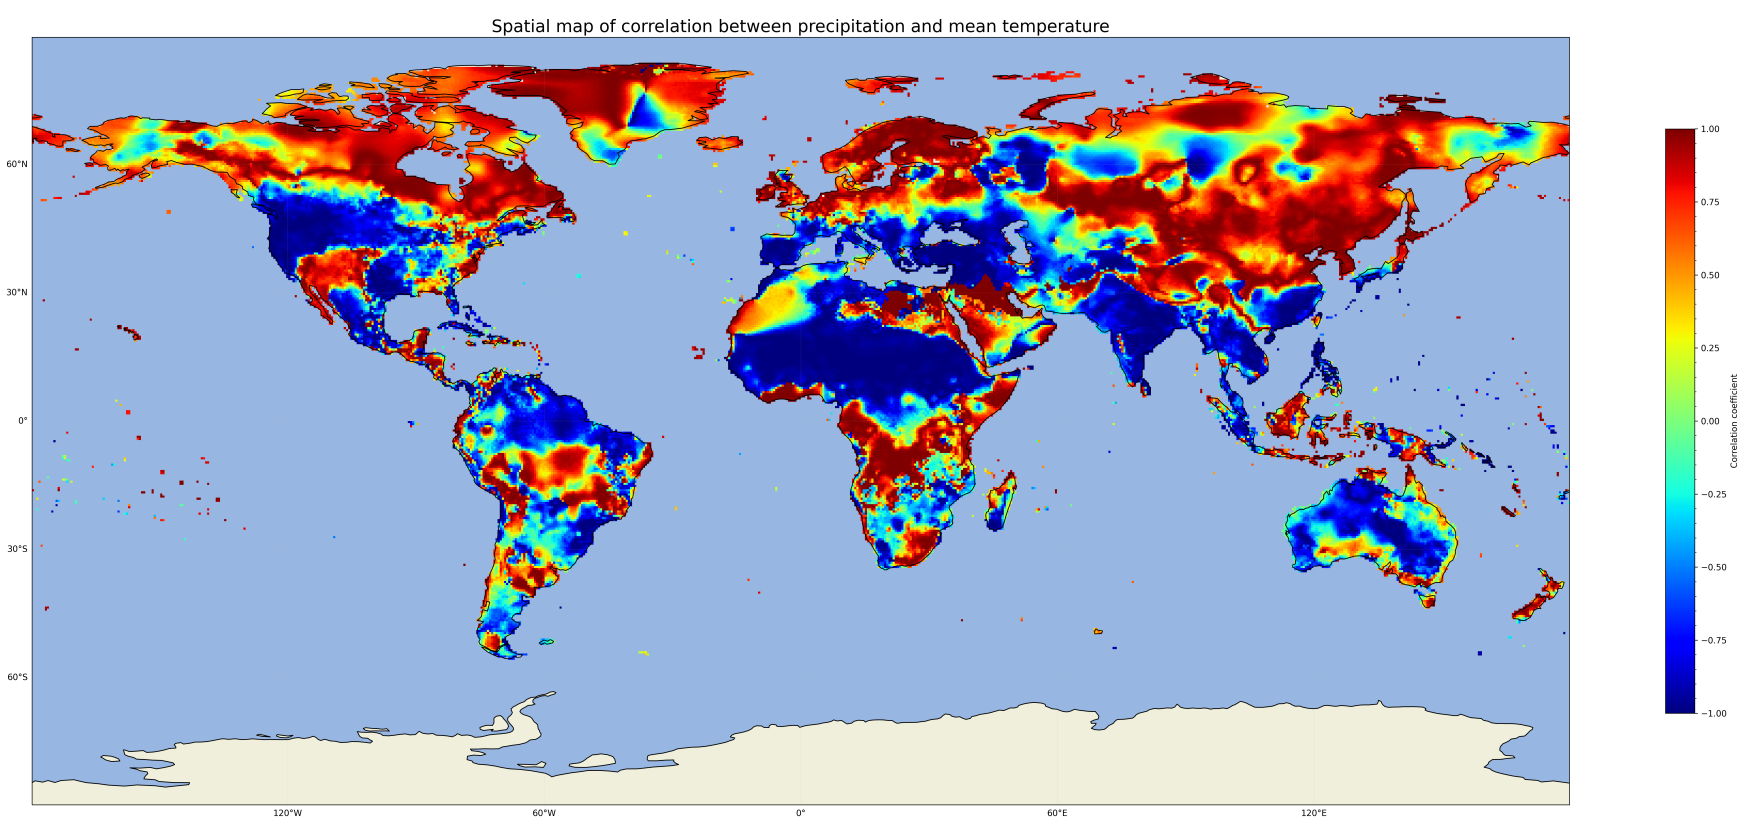 Spatial map of correlation between precipitation and mean temperature
60°N
30°N
0°
30°S
60°S
120°W
60°W
0°
60°E
120°E
1.00
0.75
0.50
0.25
0.00
−0.25
−0.50
−0.75
−1.00
Correlation coefficient